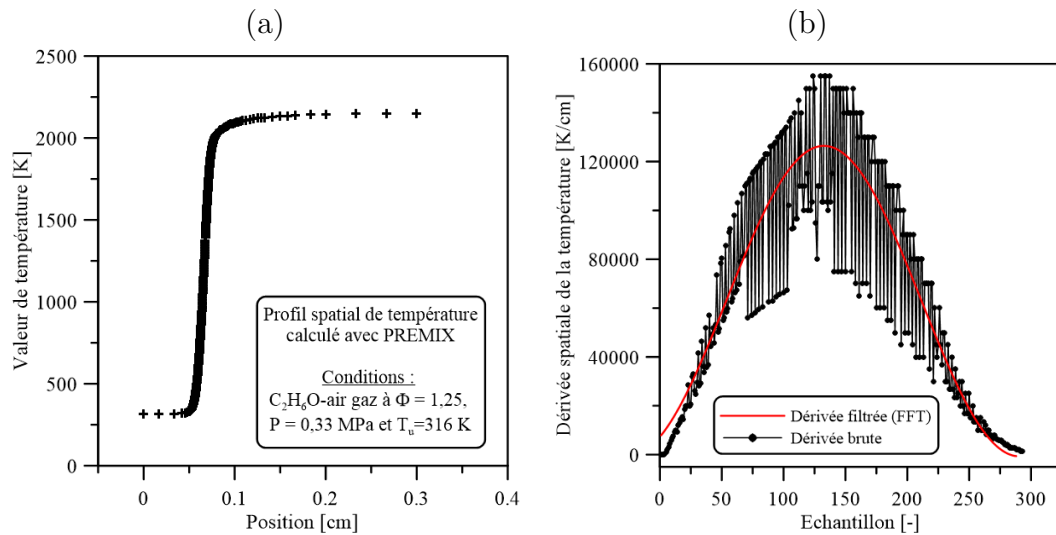 (a)
2500
2000
1500
1000
500
0
0
0.1
0.2
0.3
0.4
Valeur de température [K]
Position [cm]
Profil spatial de température
calculé avec PREMIX
Conditions :
C₂H₆O-air gaz à Φ = 1,25,
P = 0,33 MPa et Tᵤ=316 K
(b)
160000
120000
80000
40000
0
0
50
100
150
200
250
300
Dérivée spatiale de la température [K/cm]
Echantillon [-]
Dérivée filtrée (FFT)
Dérivée brute